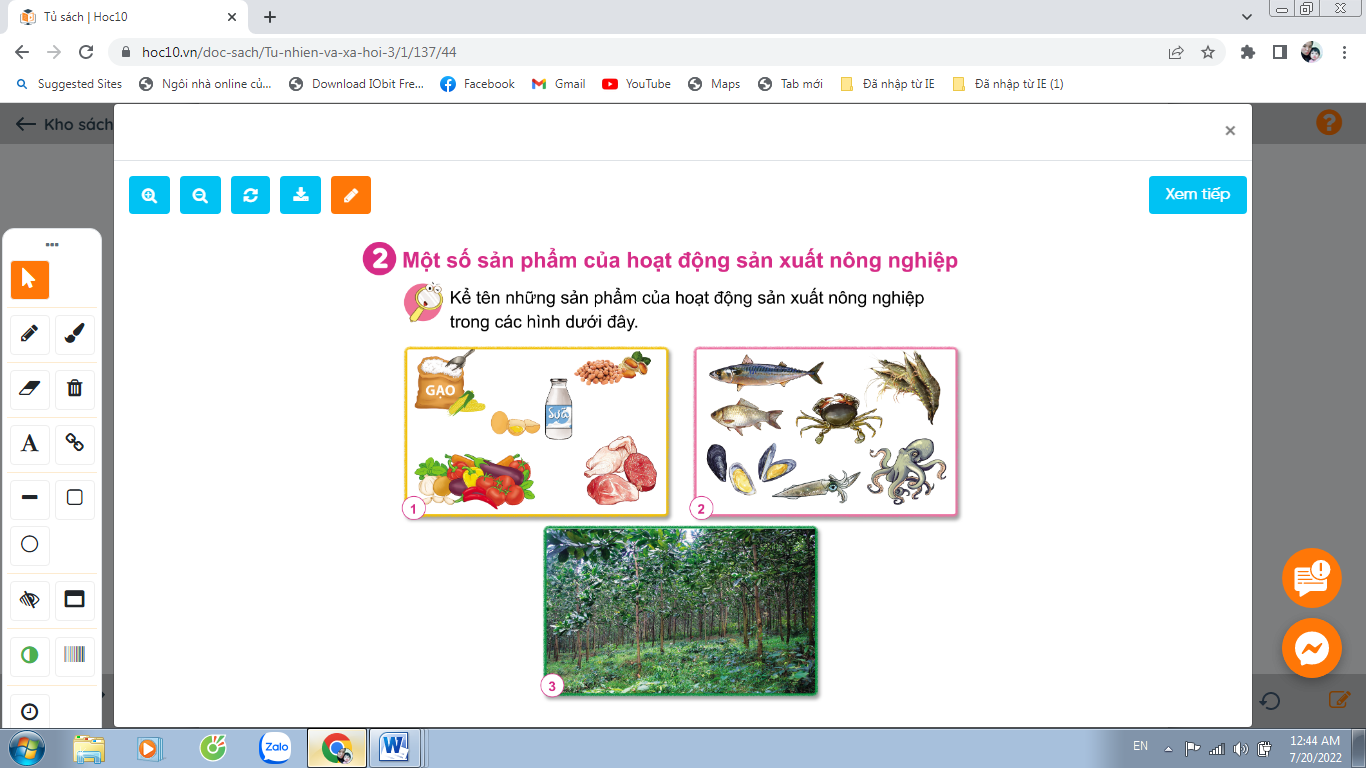 Tủ sách | Hoc10
hoc10.vn/doc-sach/Tu-nhien-va-xa-hoi-3/1/137/44
Suggested Sites
Ngôi nhà online củ...
Download IObit Fre...
Facebook
Gmail
YouTube
Maps
Tab mới
Đã nhập từ IE
Đã nhập từ IE (1)
Kho sách
?
Xem tiếp
2 Một số sản phẩm của hoạt động sản xuất nông nghiệp
Kể tên những sản phẩm của hoạt động sản xuất nông nghiệp
trong các hình dưới đây.
GẠO
Sữa
1
2
3
A
Zalo
EN
12:44 AM
7/20/2022